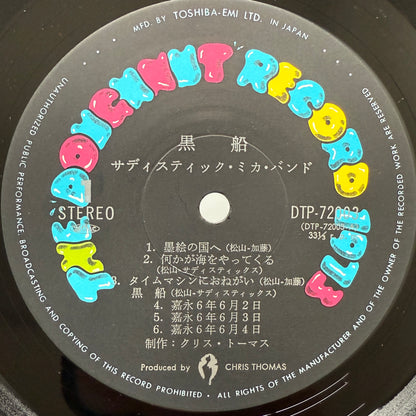 MFD. BY TOSHIBA-EMI LTD. IN JAPAN
DOUGHNUT RECORD
黒船
サディスティック・ミカ・バンド
STEREO
DTP-72003
(DTP-72003
33⅓
1. 墨絵の国へ (松山-加藤)
2. 何かが海をやってくる
(松山-サディスティックス)
3. タイムマシンにおねがい (松山-加藤)
黒船 (松山-サディスティックス)
4. 嘉永6年6月2日
5. 嘉永6年6月3日
6. 嘉永6年6月4日
制作:クリス・トーマス
Produced by CHRIS THOMAS
UNAUTHORIZED PUBLIC PERFORMANCE, BROADCASTING AND COPYING OF THIS RECORD PROHIBITED • ALL RIGHTS OF THE MANUFACTURER AND OF THE OWNER OF THE RECORDED WORK ARE RESERVED